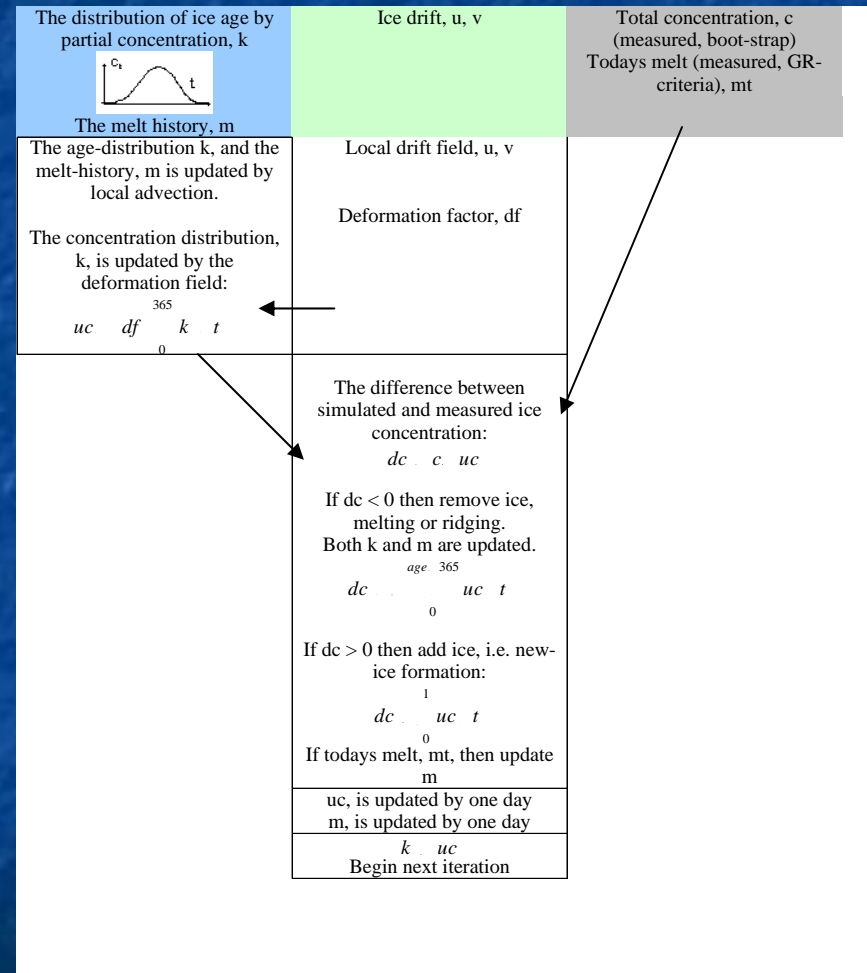 The distribution of ice age by
partial concentration, k
Ct
t
The melt history, m
Ice drift, u, v
Total concentration, c
(measured, boot-strap)
Todays melt (measured, GR-
criteria), mt
The age-distribution k, and the
melt-history, m is updated by
local advection.
The concentration distribution,
k, is updated by the
deformation field:
365
uc df k t
0
Local drift field, u, v
Deformation factor, df
The difference between
simulated and measured ice
concentration:
dc c uc
If dc < 0 then remove ice,
melting or ridging.
Both k and m are updated.
age 365
dc uc t
0
If dc > 0 then add ice, i.e. new-
ice formation:
1
dc uc t
0
If todays melt, mt, then update
m
uc, is updated by one day
m, is updated by one day
k uc
Begin next iteration